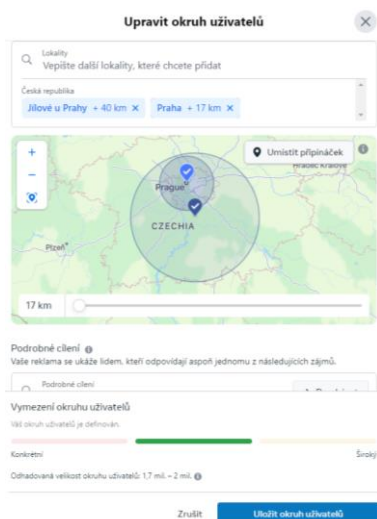 Upravit okruh uživatelů
Lokality
Vepište další lokality, které chcete přidat
Česká republika
Jílové u Prahy + 40 km
Praha + 17 km
Umístit připínáček
Hradec Králové
Prague
CZECHIA
Plzeň
17 km
Podrobné cílení
Vaše reklama se ukáže lidem, kteří odpovídají aspoň jednomu z následujících zájmů.
Podrobné cílení
Vymezení okruhu uživatelů
Váš okruh uživatelů je definován.
Konkrétní
Široký
Odhadovaná velikost okruhu uživatelů: 1,7 mil. – 2 mil.
Zrušit
Uložit okruh uživatelů